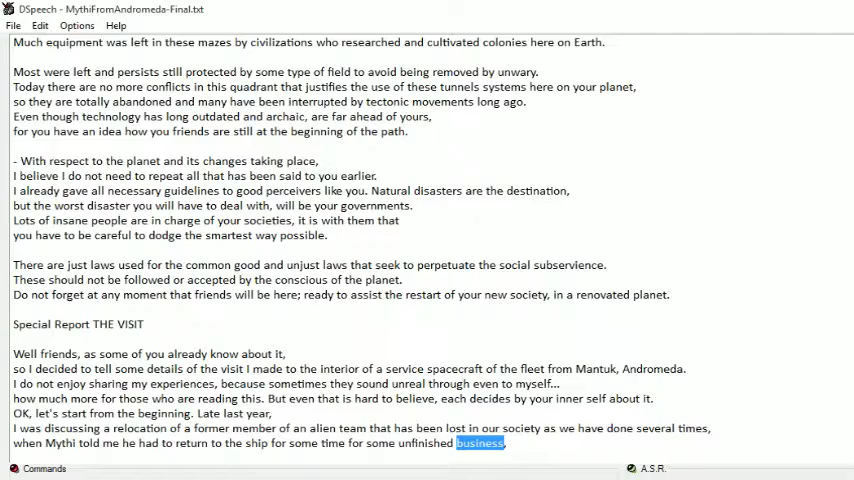 DSpeech - MythiFromAndromeda-Final.txt
File Edit Options Help
Much equipment was left in these mazes by civilizations who researched and cultivated colonies here on Earth.
Most were left and persists still protected by some type of field to avoid being removed by unwary.
Today there are no more conflicts in this quadrant that justifies the use of these tunnels systems here on your planet,
so they are totally abandoned and many have been interrupted by tectonic movements long ago.
Even though technology has long outdated and archaic, are far ahead of yours,
for you have an idea how you friends are still at the beginning of the path.
- With respect to the planet and its changes taking place,
I believe I do not need to repeat all that has been said to you earlier.
I already gave all necessary guidelines to good perceivers like you. Natural disasters are the destination,
but the worst disaster you will have to deal with, will be your governments.
Lots of insane people are in charge of your societies, it is with them that
you have to be careful to dodge the smartest way possible.
There are just laws used for the common good and unjust laws that seek to perpetuate the social subservience.
These should not be followed or accepted by the conscious of the planet.
Do not forget at any moment that friends will be here; ready to assist the restart of your new society, in a renovated planet.
Special Report THE VISIT
Well friends, as some of you already know about it,
so I decided to tell some details of the visit I made to the interior of a service spacecraft of the fleet from Mantuk, Andromeda.
I do not enjoy sharing my experiences, because sometimes they sound unreal through even to myself...
how much more for those who are reading this. But even that is hard to believe, each decides by your inner self about it.
OK, let's start from the beginning. Late last year,
I was discussing a relocation of a former member of an alien team that has been lost in our society as we have done several times,
when Mythi told me he had to return to the ship for some time for some unfinished business,
Commands A.S.R.